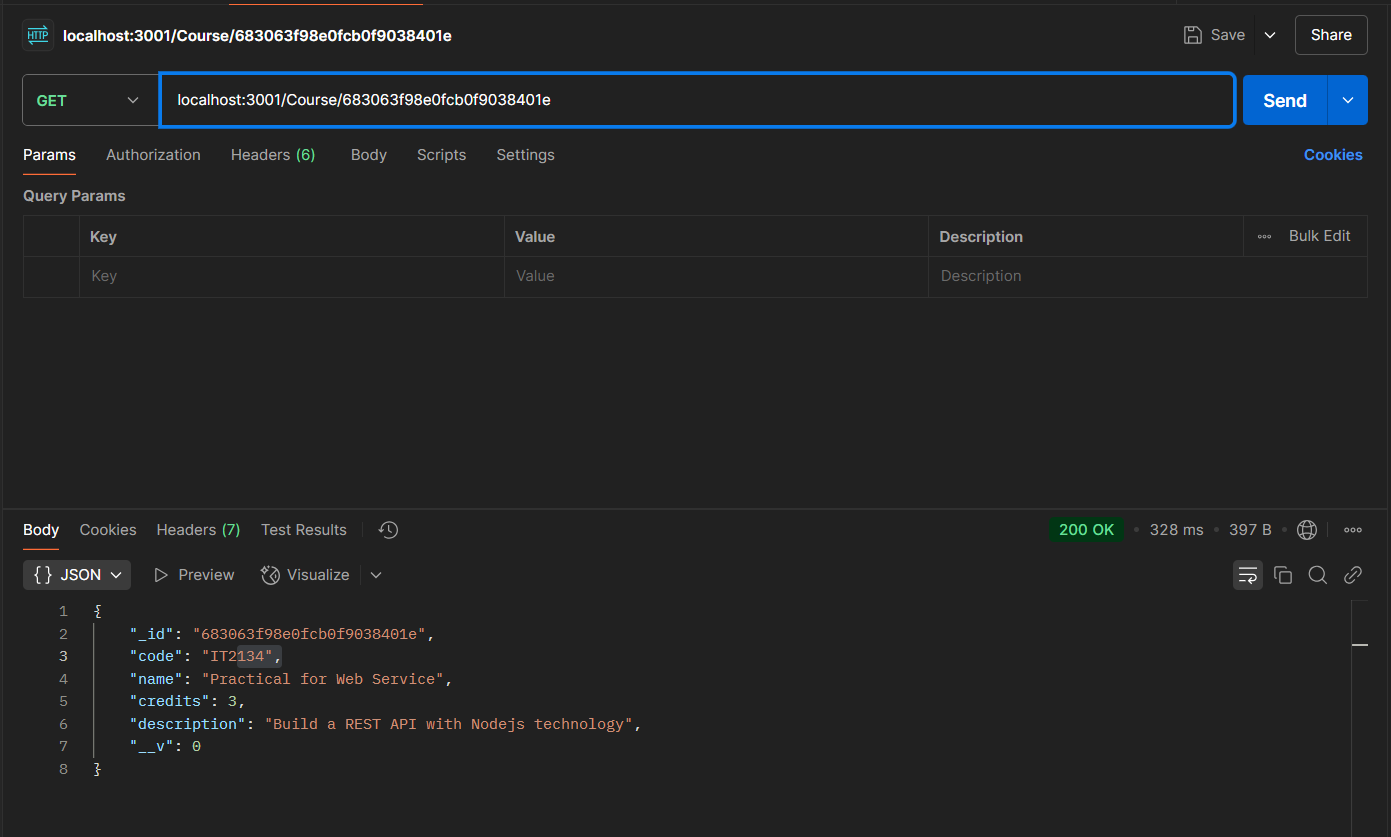 HTTP localhost:3001/Course/683063f98e0fcb0f9038401e Save Share
GET localhost:3001/Course/683063f98e0fcb0f9038401e Send
Params Authorization Headers (6) Body Scripts Settings Cookies
Query Params
Key Value Description Bulk Edit
Key Value Description
Body Cookies Headers (7) Test Results 200 OK • 328 ms • 397 B •
{} JSON Preview Visualize
1 {
2 "_id": "683063f98e0fcb0f9038401e",
3 "code": "IT2134",
4 "name": "Practical for Web Service",
5 "credits": 3,
6 "description": "Build a REST API with Nodejs technology",
7 "__v": 0
8 }